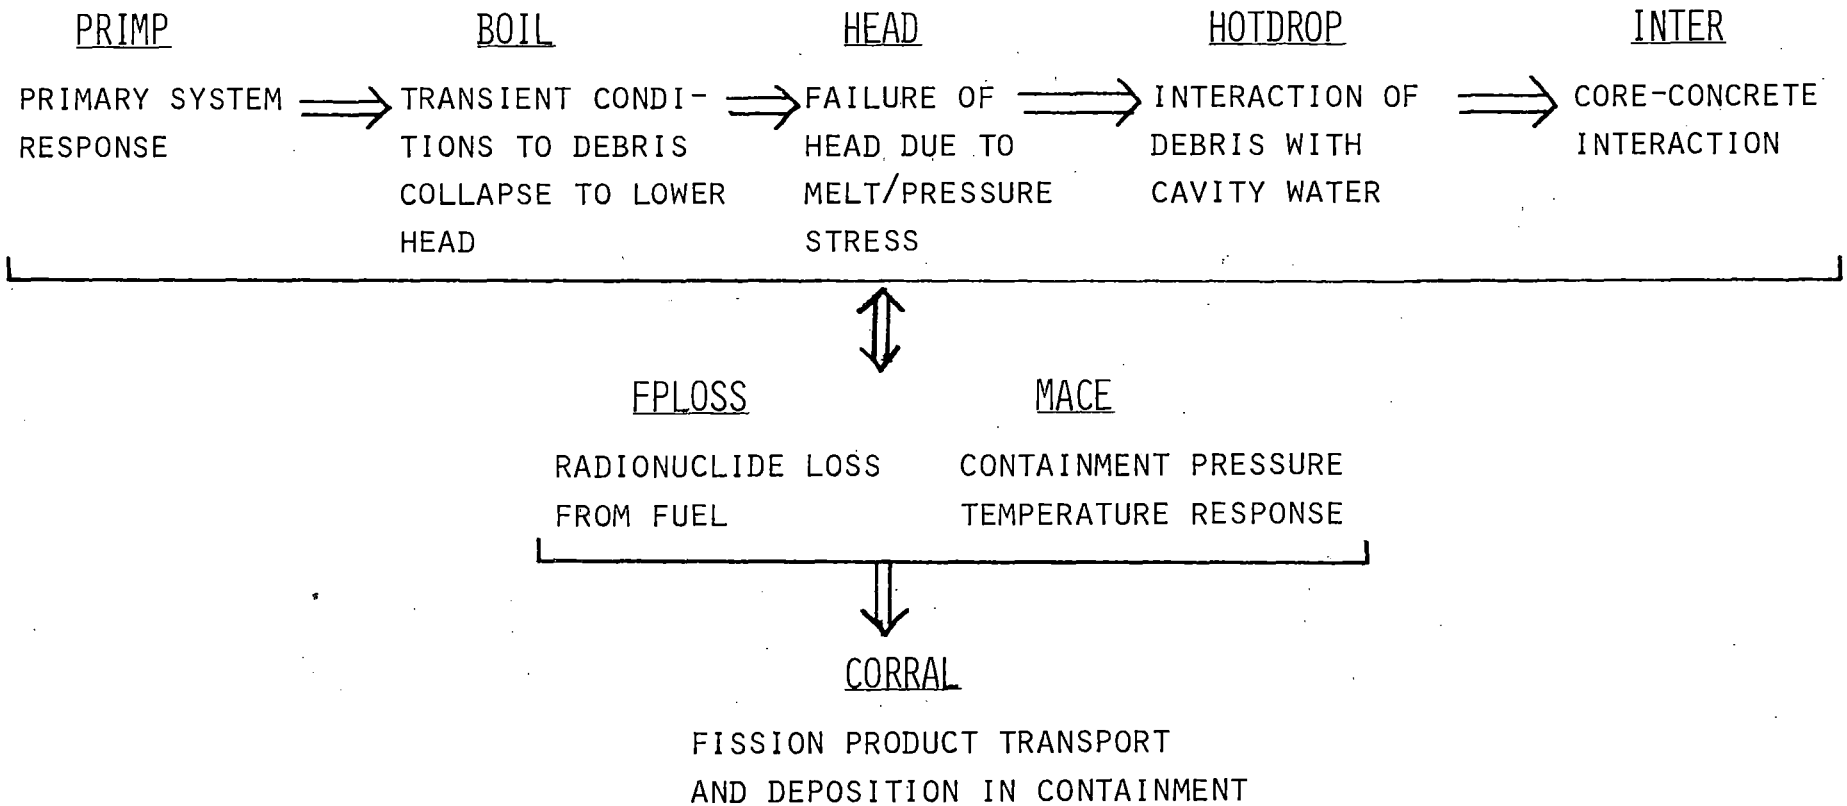 PRIMP
PRIMARY SYSTEM
RESPONSE
BOIL
TRANSIENT CONDI-
TIONS TO DEBRIS
COLLAPSE TO LOWER
HEAD
HEAD
FAILURE OF
HEAD DUE TO
MELT/PRESSURE
STRESS
HOTDROP
INTERACTION OF
DEBRIS WITH
CAVITY WATER
INTER
CORE-CONCRETE
INTERACTION
FPLOSS
RADIONUCLIDE LOSS
FROM FUEL
MACE
CONTAINMENT PRESSURE
TEMPERATURE RESPONSE
CORRAL
FISSION PRODUCT TRANSPORT
AND DEPOSITION IN CONTAINMENT